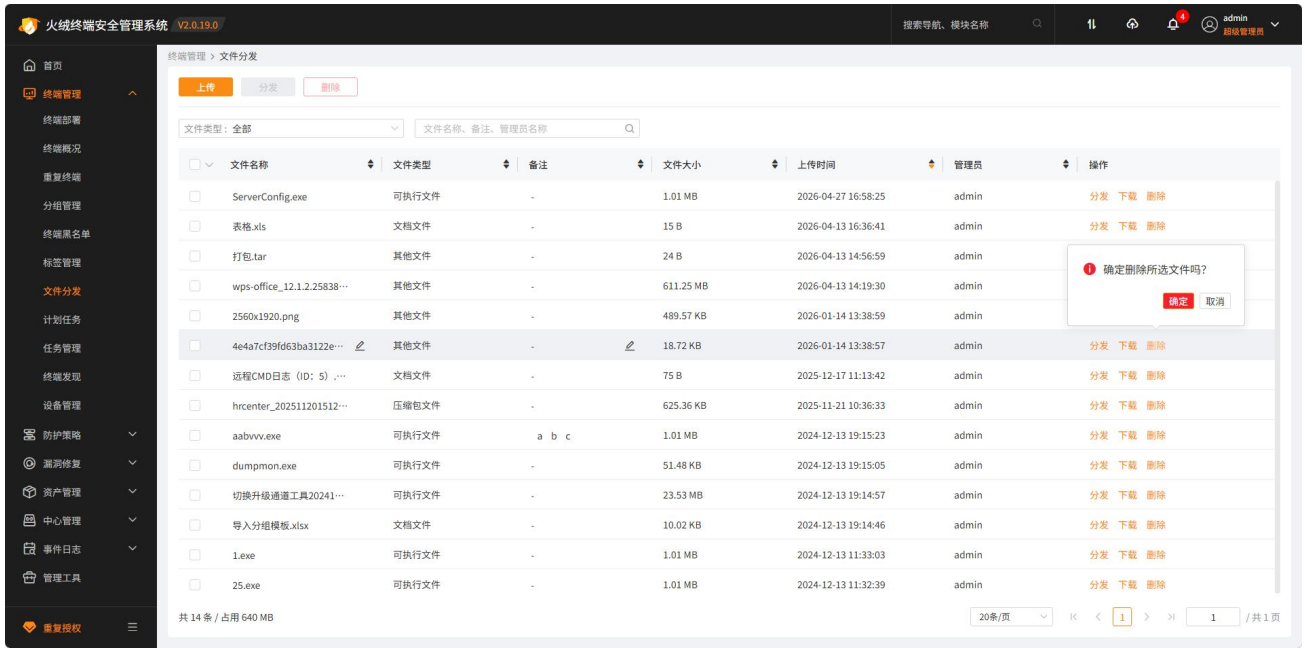 火绒终端安全管理系统 V2.0.19.0 搜索导航、模块名称 4 admin 超级管理员
首页
终端管理
终端部署
终端概况
重复终端
分组管理
终端黑名单
标签管理
文件分发
计划任务
任务管理
终端发现
设备管理
防护策略
漏洞修复
资产管理
中心管理
事件日志
管理工具
重复授权
终端管理 > 文件分发
上传 分发 删除
文件类型：全部 文件名称、备注、管理员名称
文件名称 文件类型 备注 文件大小 上传时间 管理员 操作
ServerConfig.exe 可执行文件 - 1.01 MB 2026-04-27 16:58:25 admin 分发 下载 删除
表格.xls 文档文件 - 15 B 2026-04-13 16:36:41 admin 分发 下载 删除
打包.tar 其他文件 - 24 B 2026-04-13 14:56:59 admin
wps-office_12.1.2.25838··· 其他文件 - 611.25 MB 2026-04-13 14:19:30 admin
2560x1920.png 其他文件 - 489.57 KB 2026-01-14 13:38:59 admin
确定删除所选文件吗?
确定 取消
4e4a7cf39fd63ba3122e··· 其他文件 - 18.72 KB 2026-01-14 13:38:57 admin 分发 下载 删除
远程CMD日志（ID：5）.··· 文档文件 - 75 B 2025-12-17 11:13:42 admin 分发 下载 删除
hrcenter_202511201512··· 压缩包文件 - 625.36 KB 2025-11-21 10:36:33 admin 分发 下载 删除
aabvvv.exe 可执行文件 a b c 1.01 MB 2024-12-13 19:15:23 admin 分发 下载 删除
dumpmon.exe 可执行文件 - 51.48 KB 2024-12-13 19:15:05 admin 分发 下载 删除
切换升级通道工具20241··· 可执行文件 - 23.53 MB 2024-12-13 19:14:57 admin 分发 下载 删除
导入分组模板.xlsx 文档文件 - 10.02 KB 2024-12-13 19:14:46 admin 分发 下载 删除
1.exe 可执行文件 - 1.01 MB 2024-12-13 11:33:03 admin 分发 下载 删除
25.exe 可执行文件 - 1.01 MB 2024-12-13 11:32:39 admin 分发 下载 删除
共 14 条 / 占用 640 MB 20条/页 1 1 / 共 1 页